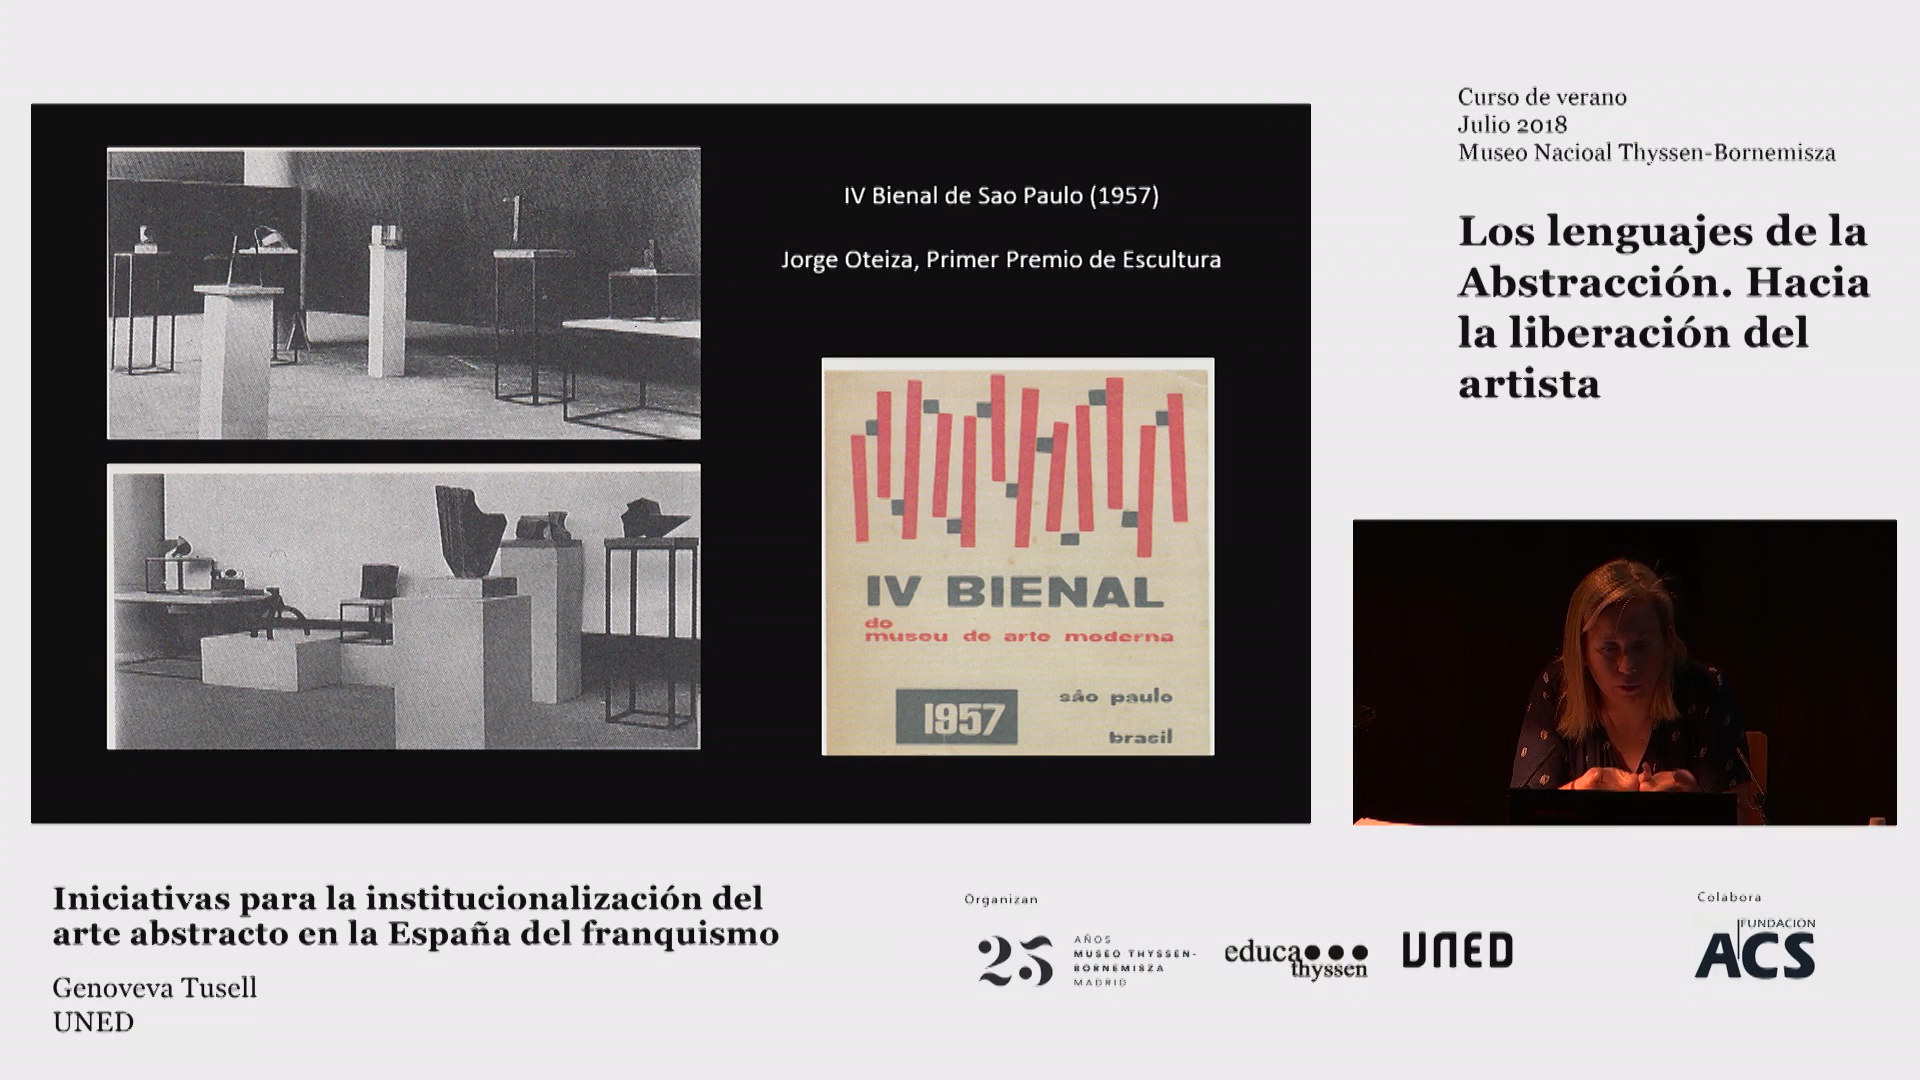 Curso de verano
Julio 2018
Museo Nacioal Thyssen-Bornemisza
Los lenguajes de la
Abstracción. Hacia
la liberación del
artista
IV Bienal de Sao Paulo (1957)
Jorge Oteiza, Primer Premio de Escultura
IV BIENAL
do
museu de arte moderna
1957
são paulo
brasil
Iniciativas para la institucionalización del
arte abstracto en la España del franquismo
Genoveva Tusell
UNED
Organizan
25
AÑOS
MUSEO THYSSEN-
BORNEMISZA
MADRID
educa
thyssen
UNED
Colabora
FUNDACIÓN
ACS